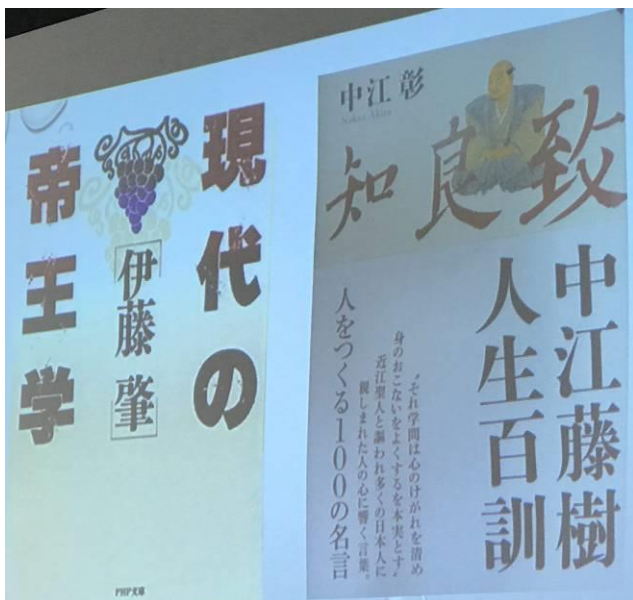 現代の
帝王学
伊藤 肇
PHP文庫
中江 彰
Nakae Akira
致良知
中江藤樹
人生百訓
“それ学問は心のけがれを清め
身のおこないをよくするを本実とす”
近江聖人と謳われ多くの日本人に
親しまれた人の心に響く言葉。
人をつくる100の名言